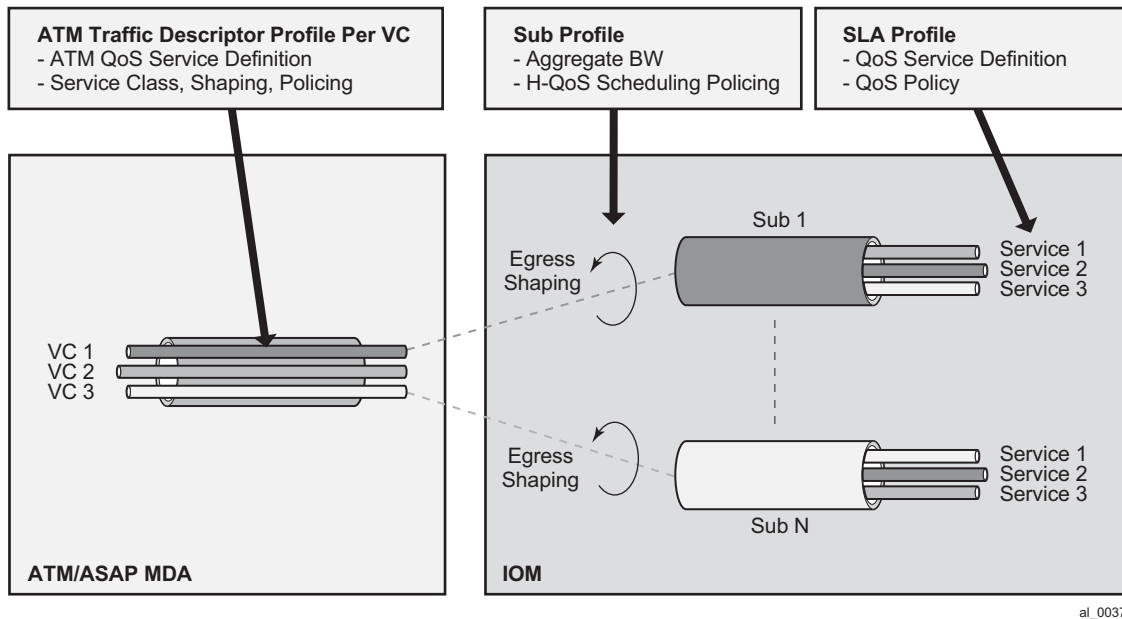 ATM Traffic Descriptor Profile Per VC
- ATM QoS Service Definition
- Service Class, Shaping, Policing
Sub Profile
- Aggregate BW
- H-QoS Scheduling Policing
SLA Profile
- QoS Service Definition
- QoS Policy
Sub 1
Egress
Shaping
Service 1
Service 2
Service 3
VC 1
VC 2
VC 3
Egress
Shaping
Service 1
Service 2
Service 3
Sub N
ATM/ASAP MDA
IOM
al_0037